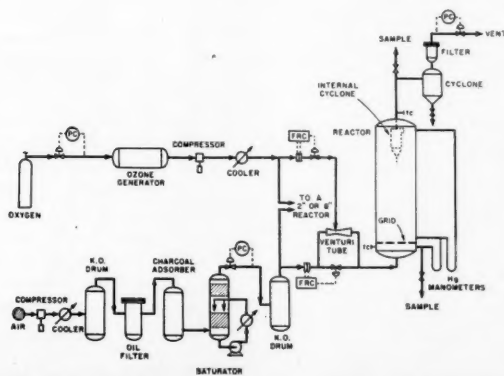 PC
VENT
SAMPLE
FILTER
CYCLONE
INTERNAL
CYCLONE
tc
REACTOR
PC
COMPRESSOR
FRC
OZONE
GENERATOR
COOLER
OXYGEN
TO A
2" OR 8"
REACTOR
GRID
VENTURI
TUBE
TC
K.O.
DRUM
CHARCOAL
ADSORBER
PC
FRC
Hg
MANOMETERS
SAMPLE
COMPRESSOR
AIR
COOLER
OIL
FILTER
K.O.
DRUM
SATURATOR